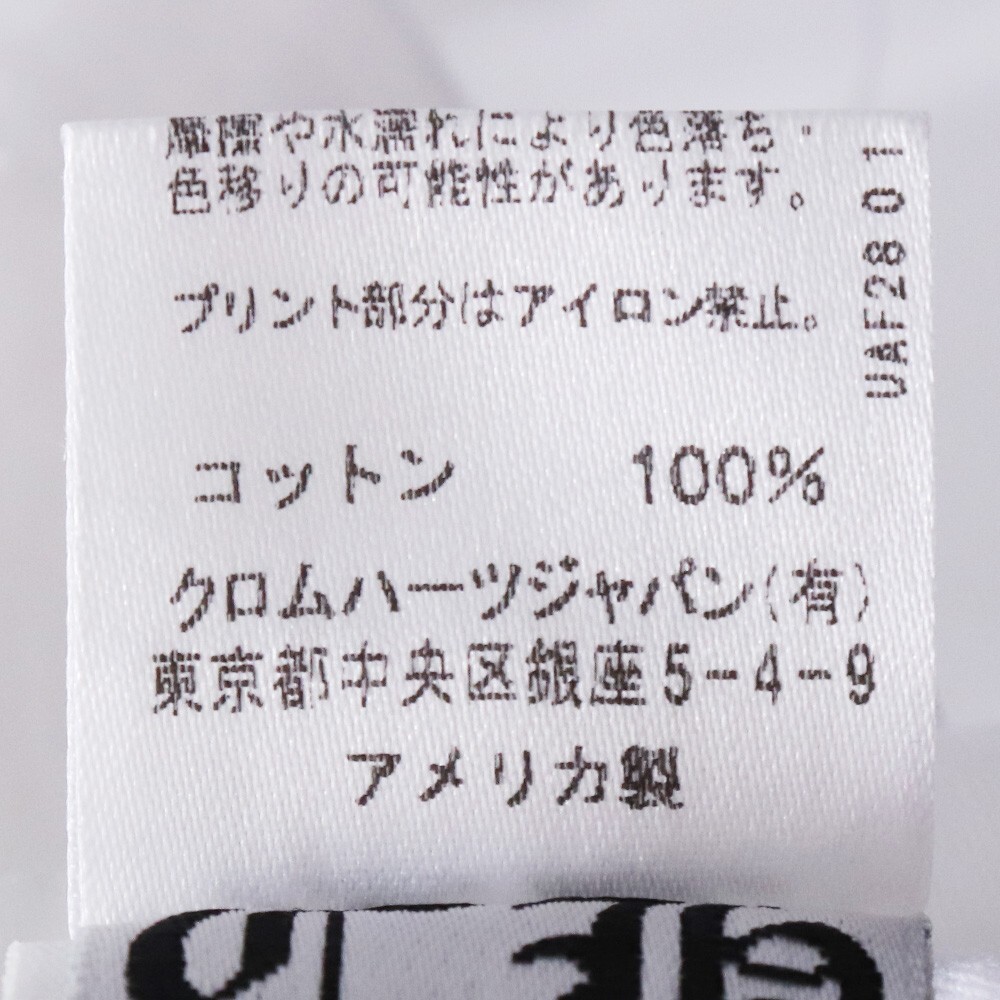 摩擦や水濡れにより色落ち・
色移りの可能性があります。
プリント部分はアイロン禁止。
コットン 100%
クロムハーツジャパン(有)
東京都中央区銀座5-4-9
アメリカ製
UAF2801